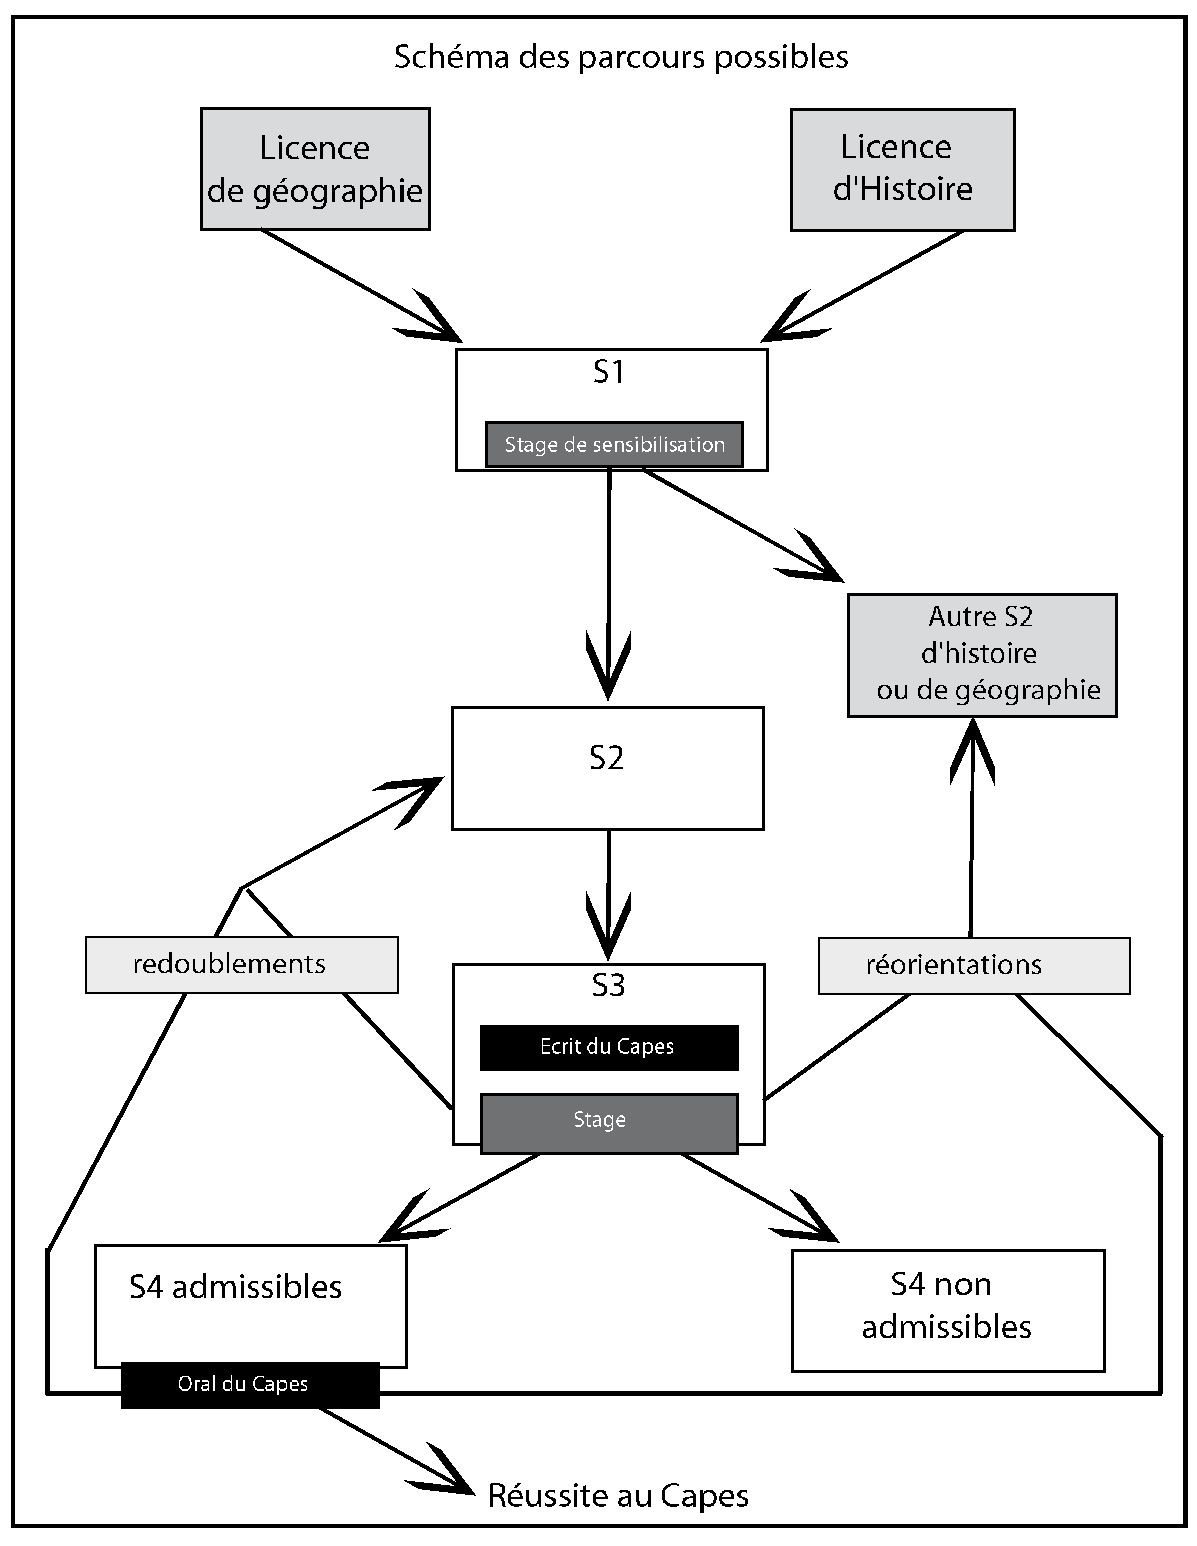 Schéma des parcours possibles
Licence
de géographie
Licence
d'Histoire
S1
Stage de sensibilisation
Autre S2
d'histoire
ou de géographie
S2
redoublements
réorientations
S3
Ecrit du Capes
Stage
S4 admissibles
S4 non
admissibles
Oral du Capes
Réussite au Capes